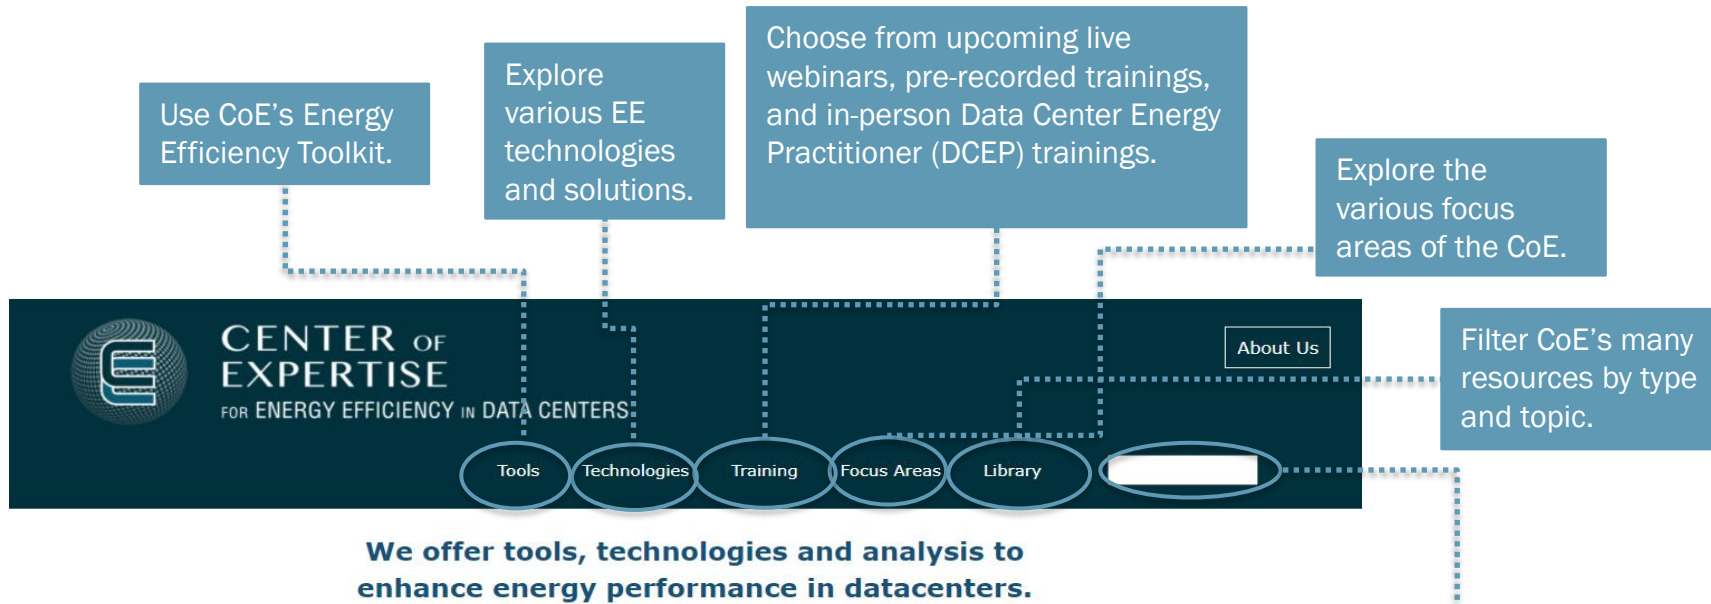 Choose from upcoming live
webinars, pre-recorded trainings,
and in-person Data Center Energy
Practitioner (DCEP) trainings.
Explore
various EE
technologies
and solutions.
Use CoE's Energy
Efficiency Toolkit.
Explore the
various focus
areas of the CoE.
Filter CoE's many
resources by type
and topic.
CENTER OF
EXPERTISE
FOR ENERGY EFFICIENCY IN DATA CENTERS
About Us
Tools Technologies Training Focus Areas Library
We offer tools, technologies and analysis to
enhance energy performance in datacenters.